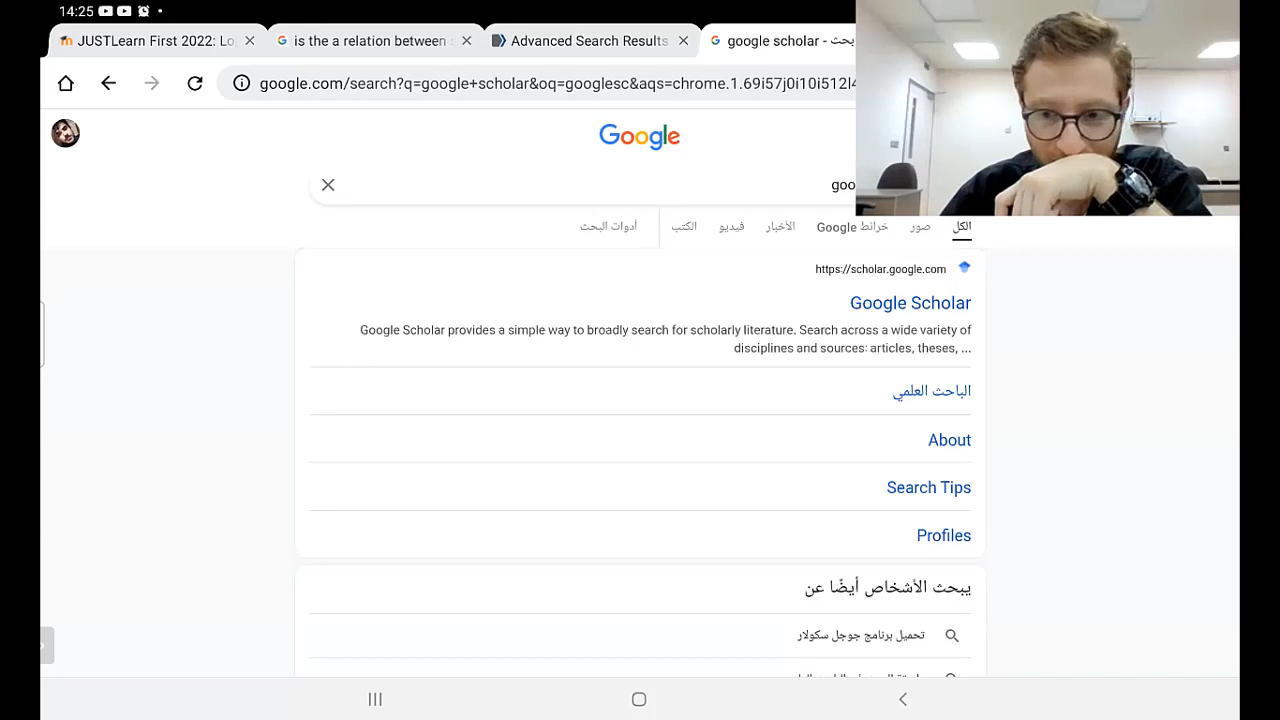 14:25
JUSTLearn First 2022: Lo
is the a relation between s
Advanced Search Results
google scholar - بحث
google.com/search?q=google+scholar&oq=googlesc&aqs=chrome.1.69i57j0i10i512l4
Google
goo
الكل صور خرائط Google الأخبار فيديو الكتب أدوات البحث
https://scholar.google.com
Google Scholar
Google Scholar provides a simple way to broadly search for scholarly literature. Search across a wide variety of
disciplines and sources: articles, theses, ...
الباحث العلمي
About
Search Tips
Profiles
يبحث الأشخاص أيضًا عن
تحميل برنامج جوجل سكولار